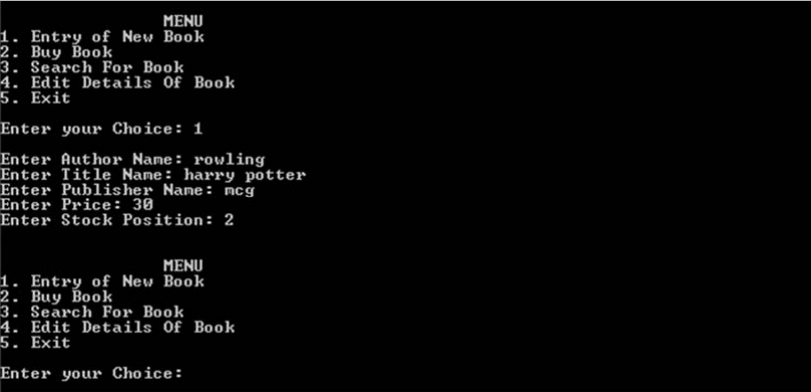 MENU
1. Entry of New Book
2. Buy Book
3. Search For Book
4. Edit Details Of Book
5. Exit
Enter your Choice: 1
Enter Author Name: rowling
Enter Title Name: harry potter
Enter Publisher Name: mcg
Enter Price: 30
Enter Stock Position: 2
MENU
1. Entry of New Book
2. Buy Book
3. Search For Book
4. Edit Details Of Book
5. Exit
Enter your Choice: